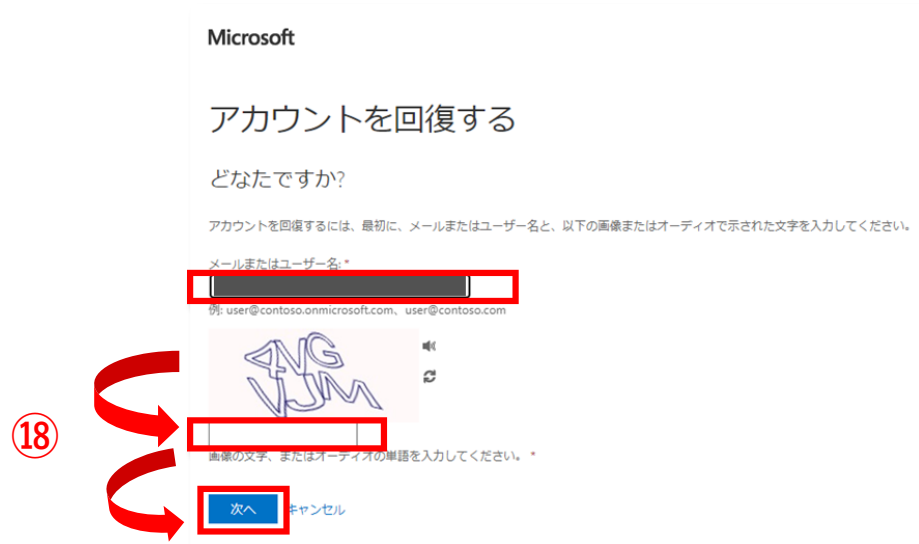 Microsoft
アカウントを回復する
どなたですか?
アカウントを回復するには、最初に、メールまたはユーザー名と、以下の画像またはオーディオで示された文字を入力してください。
メールまたはユーザー名: *
例: user@contoso.onmicrosoft.com、user@contoso.com
4VG
VJM
⑱
画像の文字、またはオーディオの単語を入力してください。 *
次へ キャンセル